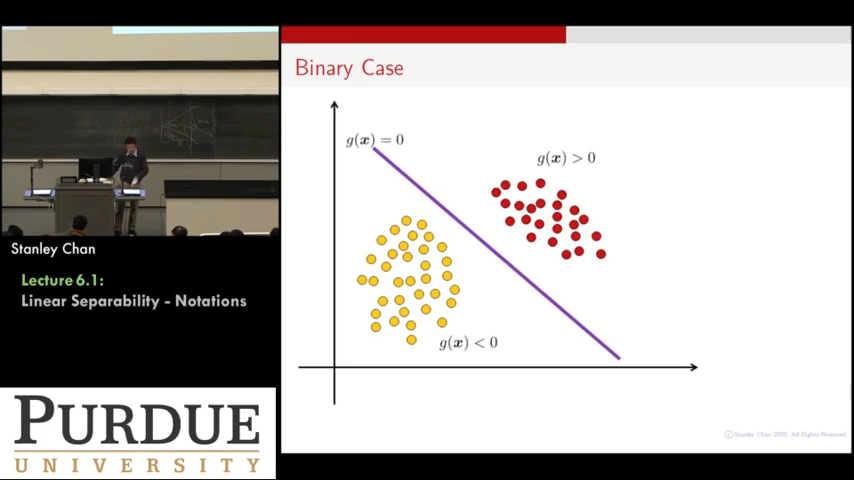 Binary Case
g(x) = 0
g(x) > 0
g(x) < 0
Stanley Chan
Lecture 6.1:
Linear Separability - Notations
PURDUE
UNIVERSITY
©Stanley Chan 2020. All Rights Reserved